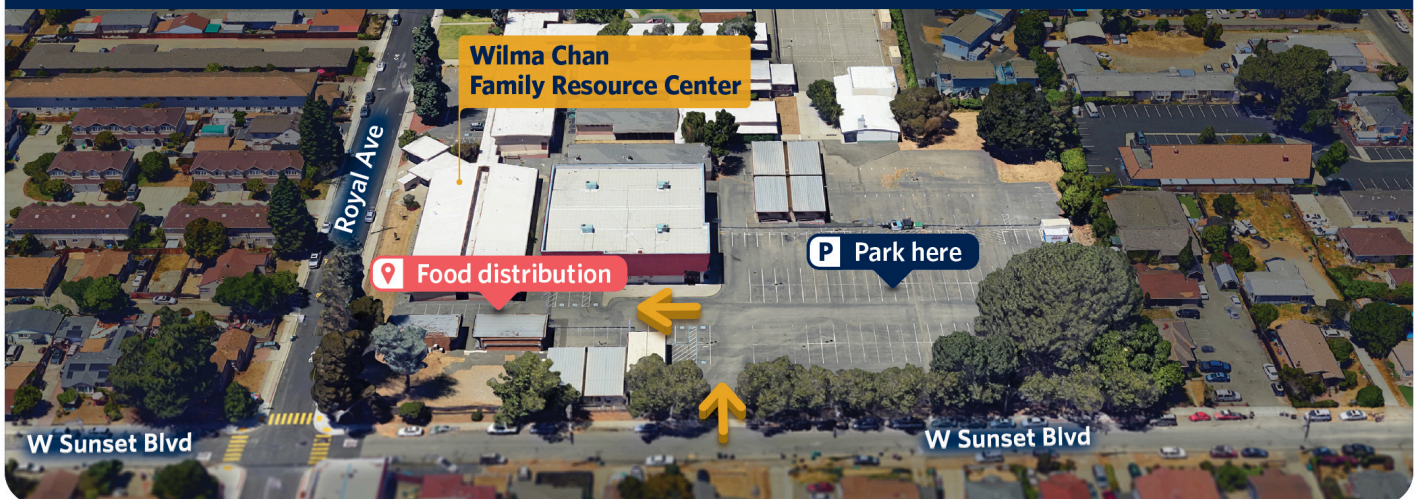 Wilma Chan
Family Resource Center
Royal Ave
P Park here
Food distribution
W Sunset Blvd
W Sunset Blvd